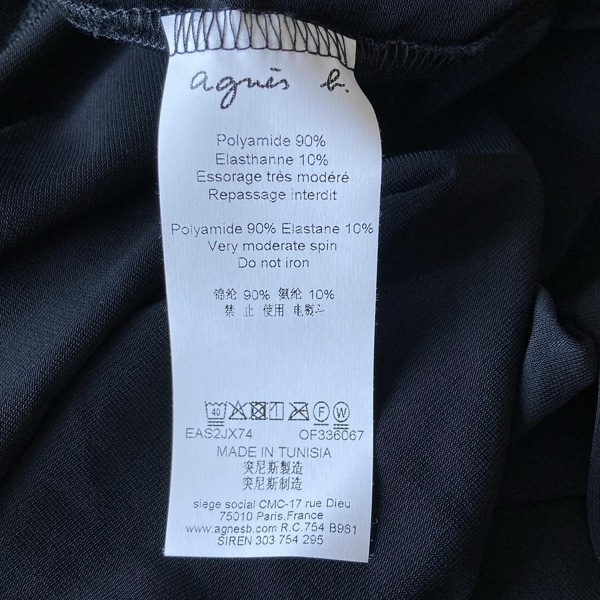 agnès b.
Polyamide 90%
Elasthanne 10%
Essorage très modéré
Repassage interdit
Polyamide 90% Elastane 10%
Very moderate spin
Do not iron
锦纶 90% 氨纶 10%
禁 止 使用 电熨斗
40 F W
EAS2JX74 OF336067
MADE IN TUNISIA
突尼斯製造
突尼斯制造
siege social CMC-17 rue Dieu
75010 Paris.France
www.agnesb.com R.C.754 B961
SIREN 303 754 295